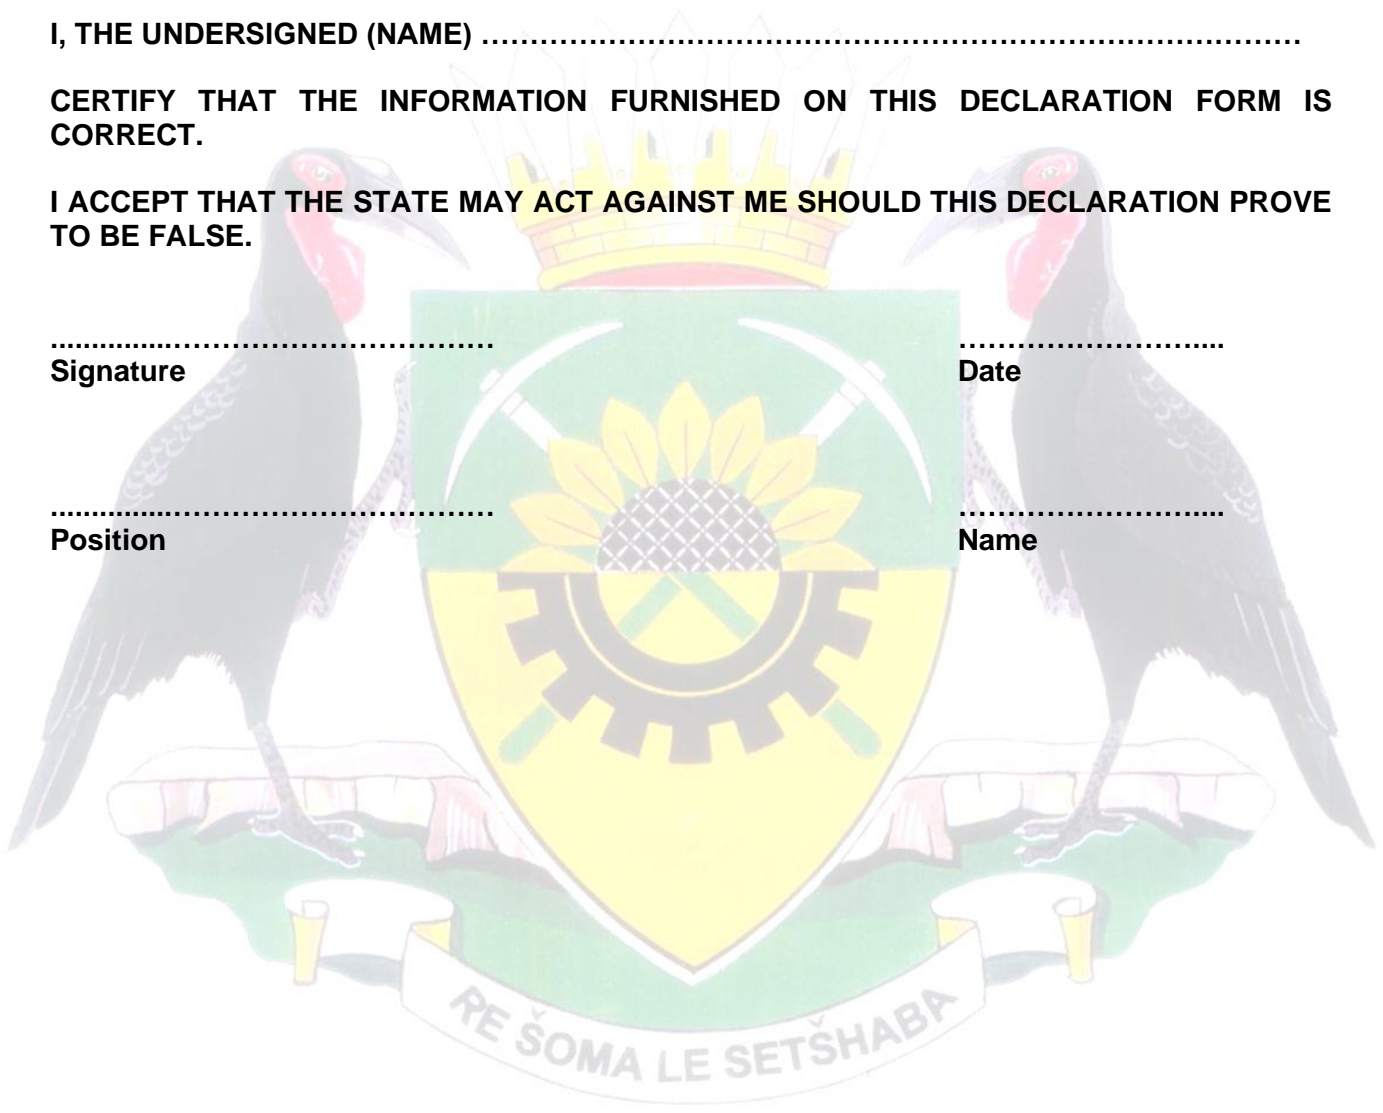 I, THE UNDERSIGNED (NAME) …………………………………………………………………………
CERTIFY THAT THE INFORMATION FURNISHED ON THIS DECLARATION FORM IS
CORRECT.
I ACCEPT THAT THE STATE MAY ACT AGAINST ME SHOULD THIS DECLARATION PROVE
TO BE FALSE.
...............…………………………… ……………………....
Signature Date
...............…………………………… ……………………....
Position Name
RE ŠOMA LE SETŠHABA